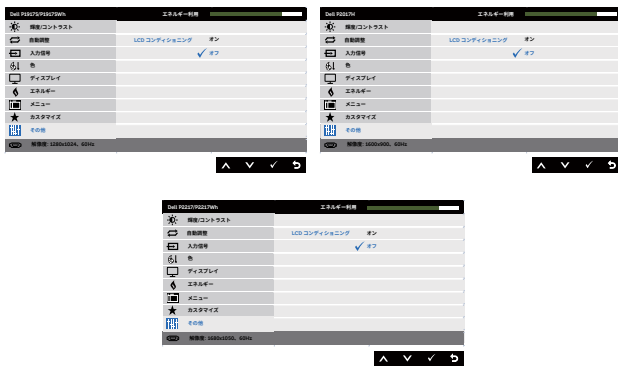 Dell P1917S/P1917SWh エネルギー利用
輝度/コントラスト
自動調整 LCD コンディショニング オン
入力信号 オフ
色
ディスプレイ
エネルギー
メニュー
カスタマイズ
その他
解像度: 1280x1024、60Hz
Dell P2017H エネルギー利用
輝度/コントラスト
自動調整 LCD コンディショニング オン
入力信号 オフ
色
ディスプレイ
エネルギー
メニュー
カスタマイズ
その他
解像度: 1600x900、60Hz
Dell P2217/P2217Wh エネルギー利用
輝度/コントラスト
自動調整 LCD コンディショニング オン
入力信号 オフ
色
ディスプレイ
エネルギー
メニュー
カスタマイズ
その他
解像度: 1680x1050、60Hz